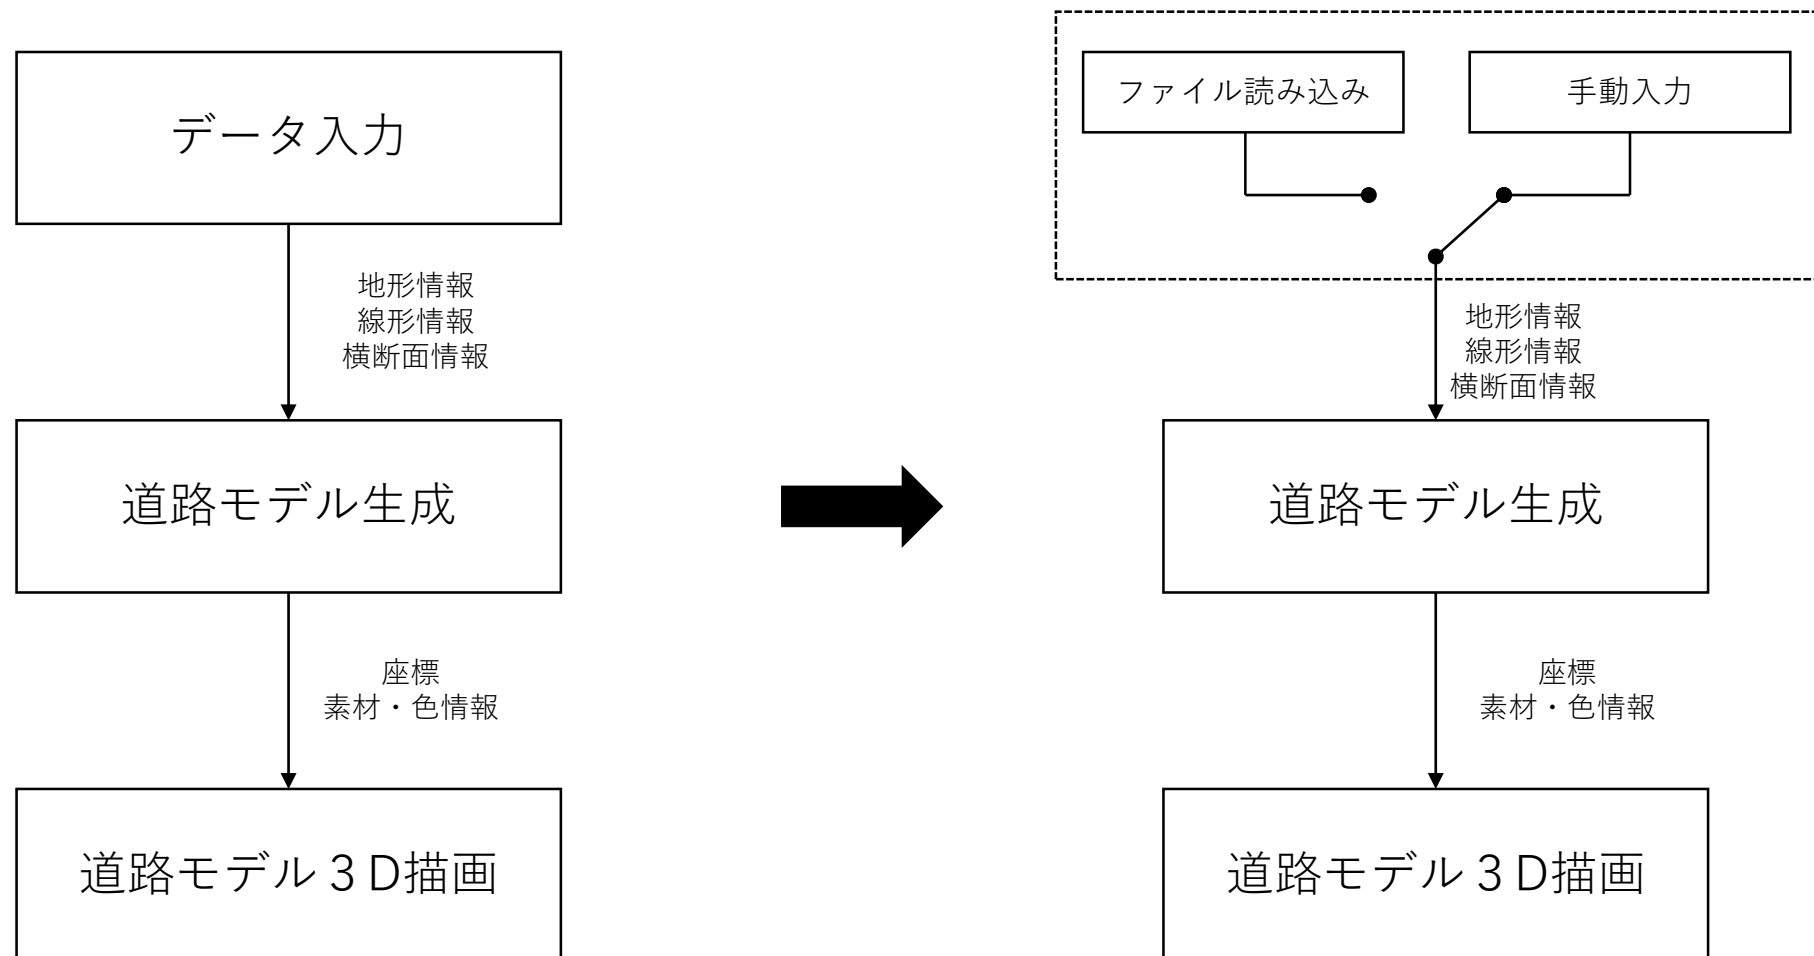 データ入力
地形情報
線形情報
横断面情報
道路モデル生成
座標
素材・色情報
道路モデル３D描画
ファイル読み込み
手動入力
地形情報
線形情報
横断面情報
道路モデル生成
座標
素材・色情報
道路モデル３D描画